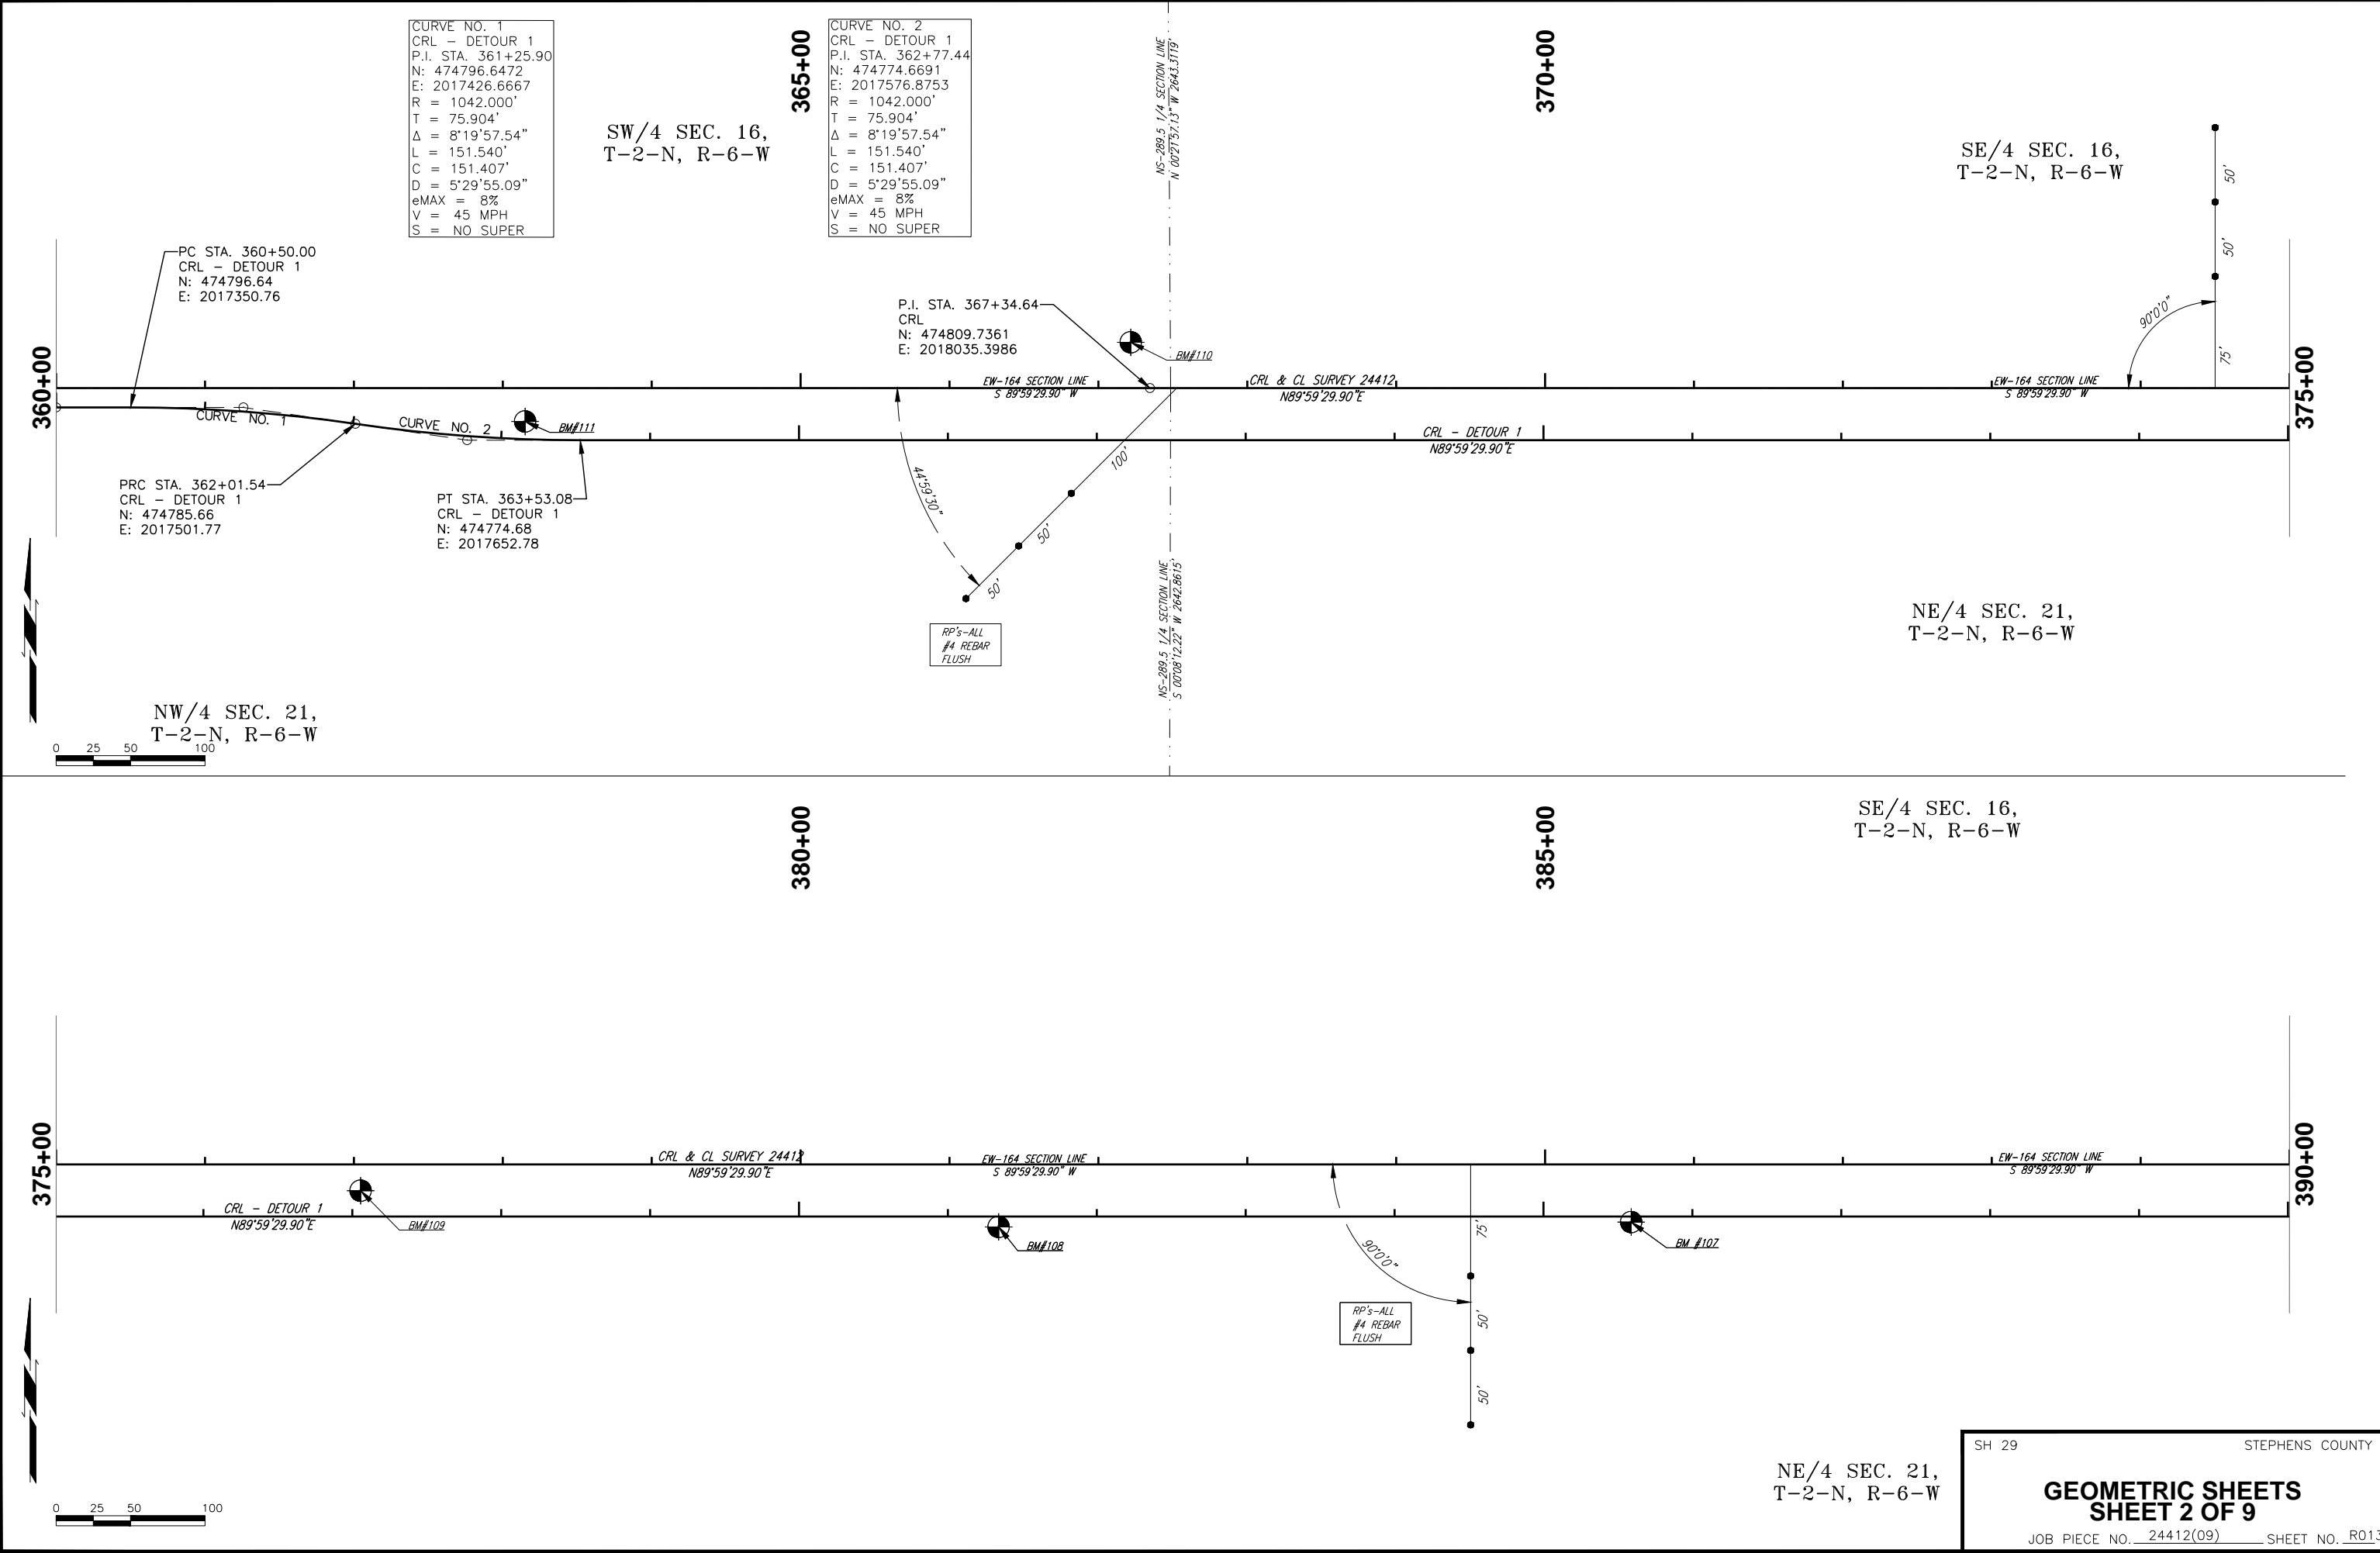 CURVE NO. 1
CRL - DETOUR 1
P.I. STA. 361+25.90
N: 474796.6472
E: 2017426.6667
R = 1042.000'
T = 75.904'
Δ = 8°19'57.54"
L = 151.540'
C = 151.407'
D = 5°29'55.09"
eMAX = 8%
V = 45 MPH
S = NO SUPER
CURVE NO. 2
CRL - DETOUR 1
P.I. STA. 362+77.44
N: 474774.6691
E: 2017576.8753
R = 1042.000'
T = 75.904'
Δ = 8°19'57.54"
L = 151.540'
C = 151.407'
D = 5°29'55.09"
eMAX = 8%
V = 45 MPH
S = NO SUPER
SW/4 SEC. 16,
T-2-N, R-6-W
365+00
NS-289.5 1/4 SECTION LINE
N 00°21'57.13" W 2643.3119'
370+00
SE/4 SEC. 16,
T-2-N, R-6-W
50'
50'
75'
90°0'0"
PC STA. 360+50.00
CRL - DETOUR 1
N: 474796.64
E: 2017350.76
P.I. STA. 367+34.64
CRL
N: 474809.7361
E: 2018035.3986
BM#110
360+00
EW-164 SECTION LINE
S 89°59'29.90" W
CRL & CL SURVEY 24412
N89°59'29.90"E
EW-164 SECTION LINE
S 89°59'29.90" W
375+00
CURVE NO. 1
CURVE NO. 2
BM#111
CRL - DETOUR 1
N89°59'29.90"E
PRC STA. 362+01.54
CRL - DETOUR 1
N: 474785.66
E: 2017501.77
PT STA. 363+53.08
CRL - DETOUR 1
N: 474774.68
E: 2017652.78
44°59'30"
100'
50'
50'
RP's-ALL
#4 REBAR
FLUSH
NS-289.5 1/4 SECTION LINE
S 00°08'12.22" W 2642.8615'
NE/4 SEC. 21,
T-2-N, R-6-W
NW/4 SEC. 21,
T-2-N, R-6-W
0 25 50 100
380+00
385+00
SE/4 SEC. 16,
T-2-N, R-6-W
375+00
CRL & CL SURVEY 24412
N89°59'29.90"E
EW-164 SECTION LINE
S 89°59'29.90" W
EW-164 SECTION LINE
S 89°59'29.90" W
390+00
CRL - DETOUR 1
N89°59'29.90"E
BM#109
BM#108
90°0'0"
75'
50'
50'
BM #107
RP's-ALL
#4 REBAR
FLUSH
NE/4 SEC. 21,
T-2-N, R-6-W
0 25 50 100
SH 29 STEPHENS COUNTY
GEOMETRIC SHEETS
SHEET 2 OF 9
JOB PIECE NO. 24412(09) SHEET NO. R013